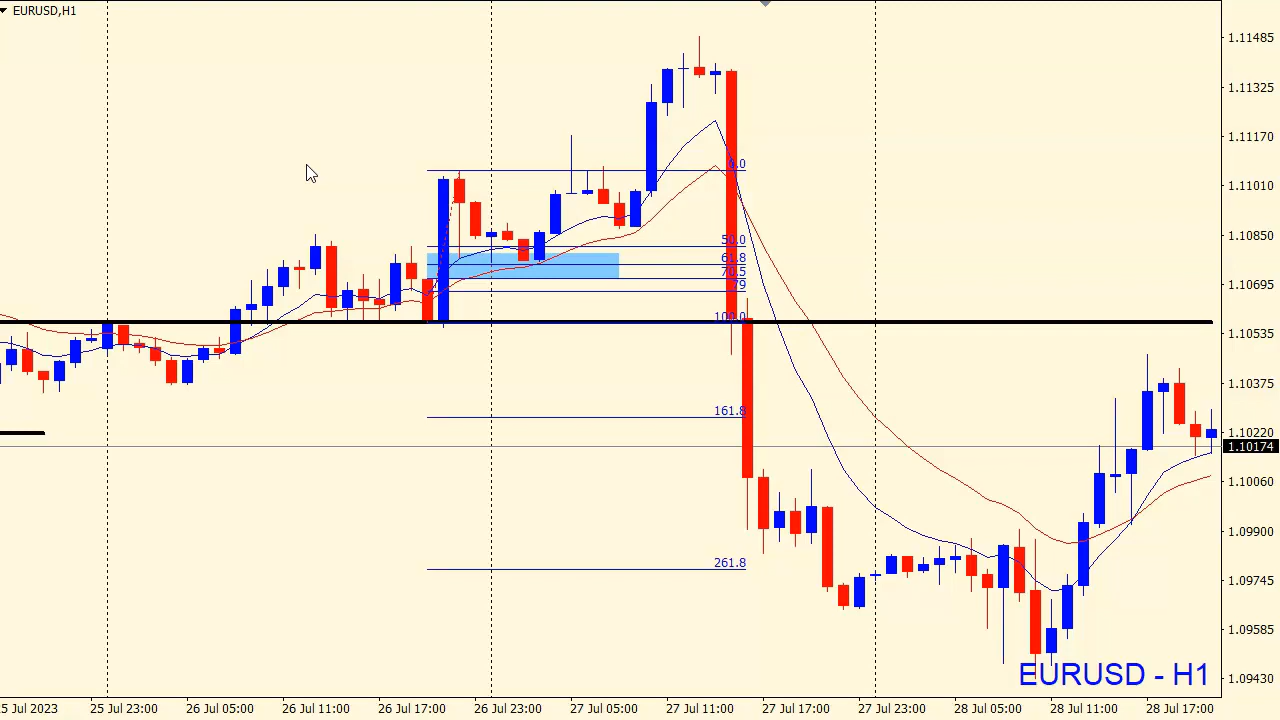 EURUSD,H1
1.11485
1.11325
1.11170
1.11010
1.10850
1.10695
1.10535
1.10375
1.10220
1.10174
1.10060
1.09900
1.09745
1.09585
1.09430
0.0
50.0
61.8
70.5
79
100.0
161.8
261.8
EURUSD - H1
5 Jul 2023
25 Jul 23:00
26 Jul 05:00
26 Jul 11:00
26 Jul 17:00
26 Jul 23:00
27 Jul 05:00
27 Jul 11:00
27 Jul 17:00
27 Jul 23:00
28 Jul 05:00
28 Jul 11:00
28 Jul 17:00